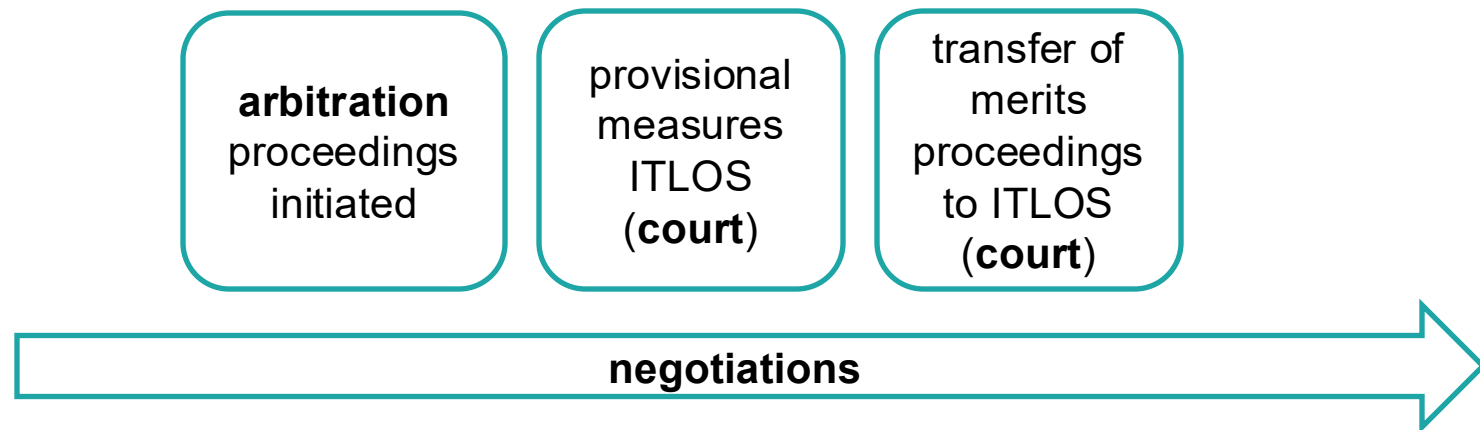 arbitration
proceedings
initiated
provisional
measures
ITLOS
(court)
transfer of
merits
proceedings
to ITLOS
(court)
negotiations